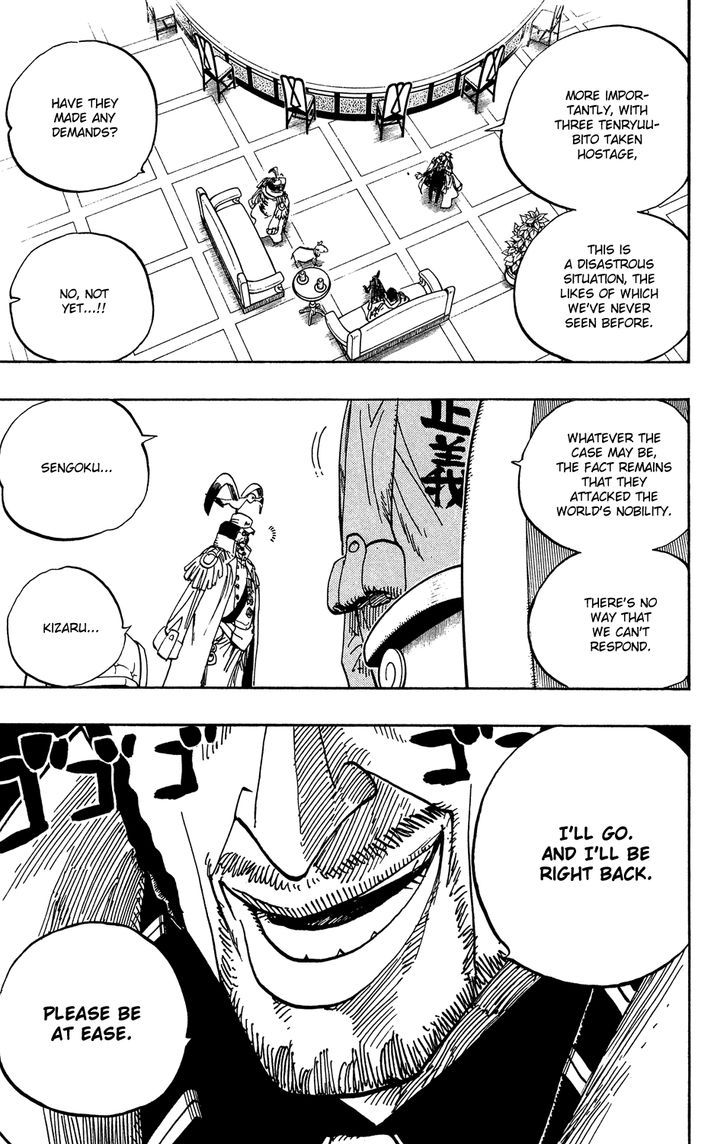 MORE IMPOR-
TANTLY, WITH
THREE TENRYUU-
BITO TAKEN
HOSTAGE,
THIS IS
A DISASTROUS
SITUATION, THE
LIKES OF WHICH
WE'VE NEVER
SEEN BEFORE.
HAVE THEY
MADE ANY
DEMANDS?
NO, NOT
YET...!!
WHATEVER THE
CASE MAY BE,
THE FACT REMAINS
THAT THEY
ATTACKED THE
WORLD'S NOBILITY.
THERE'S NO
WAY THAT
WE CAN'T
RESPOND.
正義
SENGOKU...
KIZARU...
I'LL GO.
AND I'LL BE
RIGHT BACK.
ゴゴゴゴ
PLEASE BE
AT EASE.